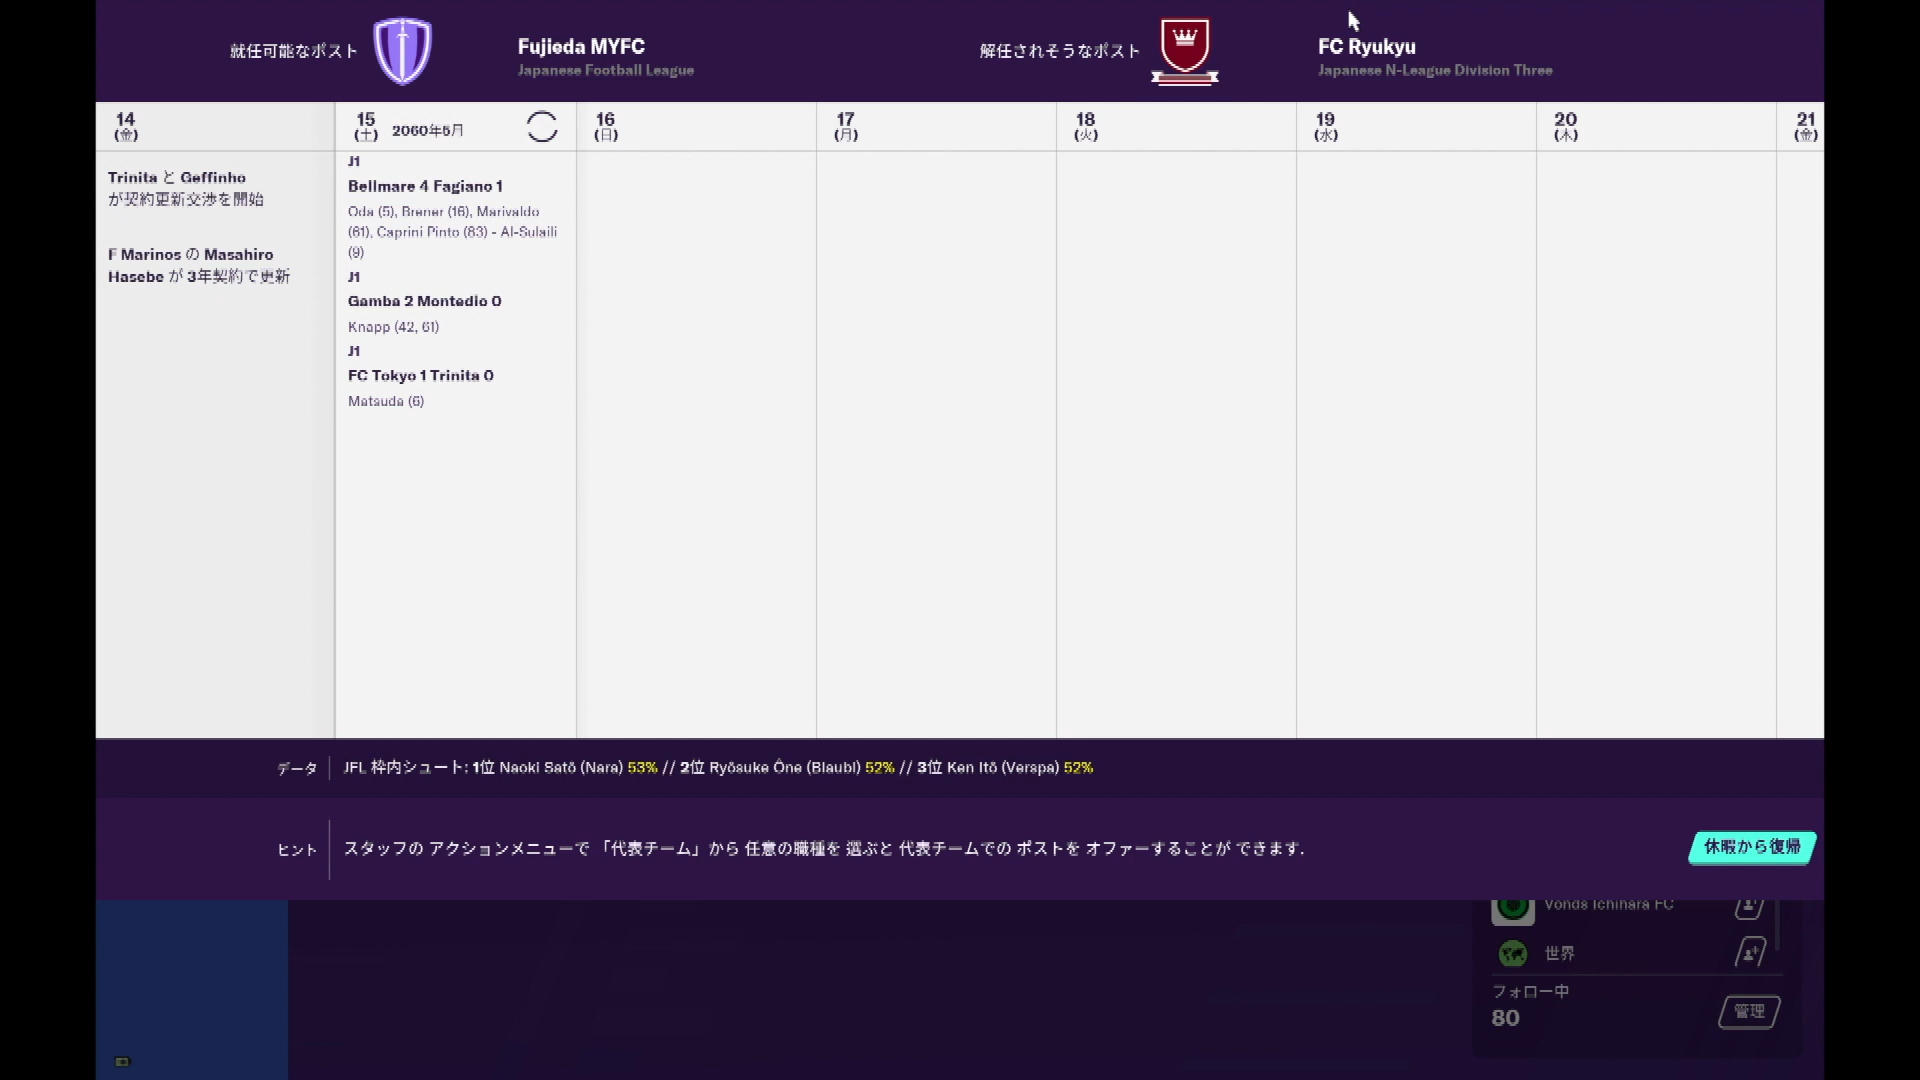 就任可能なポスト
Fujieda MYFC
Japanese Football League
解任されそうなポスト
FC Ryukyu
Japanese N-League Division Three
14
(金)
15
(土)
2060年5月
16
(日)
17
(月)
18
(火)
19
(水)
20
(木)
21
(金)
Trinita と Geffinho
が契約更新交渉を開始
F Marinos の Masahiro
Hasebe が 3年契約で更新
J1
Bellmare 4 Fagiano 1
Oda (5), Brener (16), Marivaldo
(61), Caprini Pinto (83) - Al-Sulaili
(9)
J1
Gamba 2 Montedio 0
Knapp (42, 61)
J1
FC Tokyo 1 Trinita 0
Matsuda (6)
データ
JFL 枠内シュート: 1位 Naoki Satō (Nara) 53% // 2位 Ryōsuke Ōne (Blaubl) 52% // 3位 Ken Itō (Verspa) 52%
ヒント
スタッフの アクションメニューで 「代表チーム」から 任意の職種を 選ぶと 代表チームでの ポストを オファーすることが できます.
休暇から復帰
Vonds Ichihara FC
世界
フォロー中
80
管理